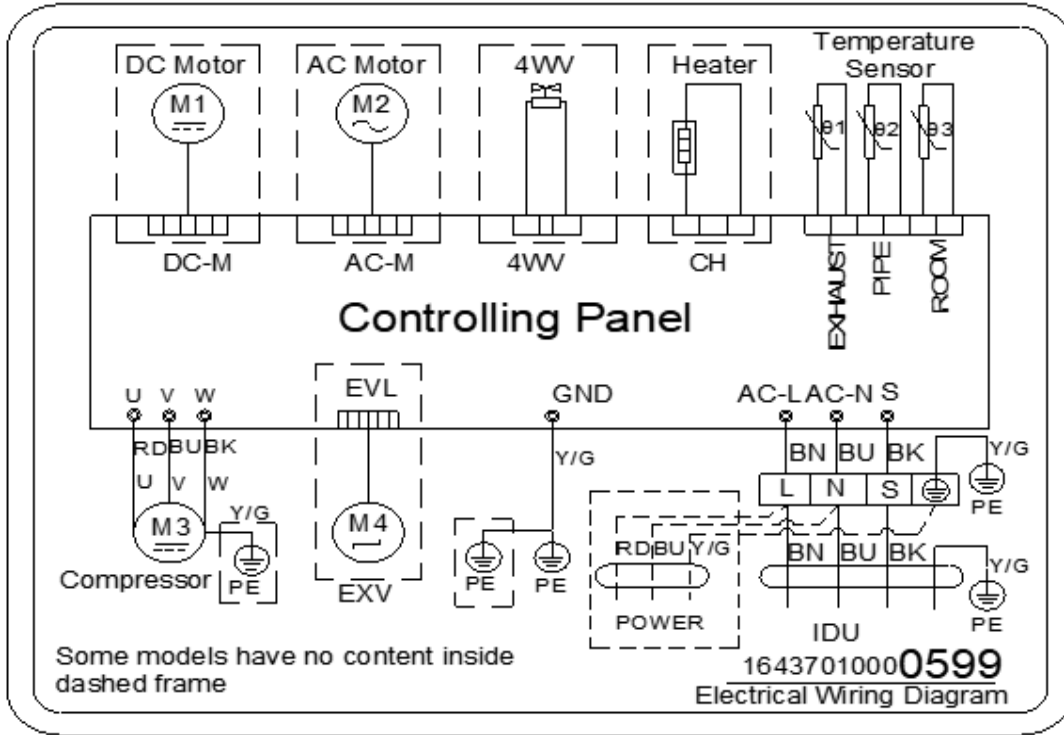 DC Motor
AC Motor
4WV
Heater
Temperature
Sensor
M1
M2
θ1
θ2
θ3
DC-M
AC-M
4WV
CH
EXHAUST
PIPE
ROOM
Controlling Panel
U V W
EVL
GND
AC-L AC-N S
RD BU BK
Y/G
BN BU BK
Y/G
U V W
L N S
PE
M3
Y/G
M4
RD BU Y/G
BN BU BK
Y/G
Compressor
PE
EXV
PE
PE
POWER
IDU
PE
Some models have no content inside
dashed frame
16437010000599
Electrical Wiring Diagram